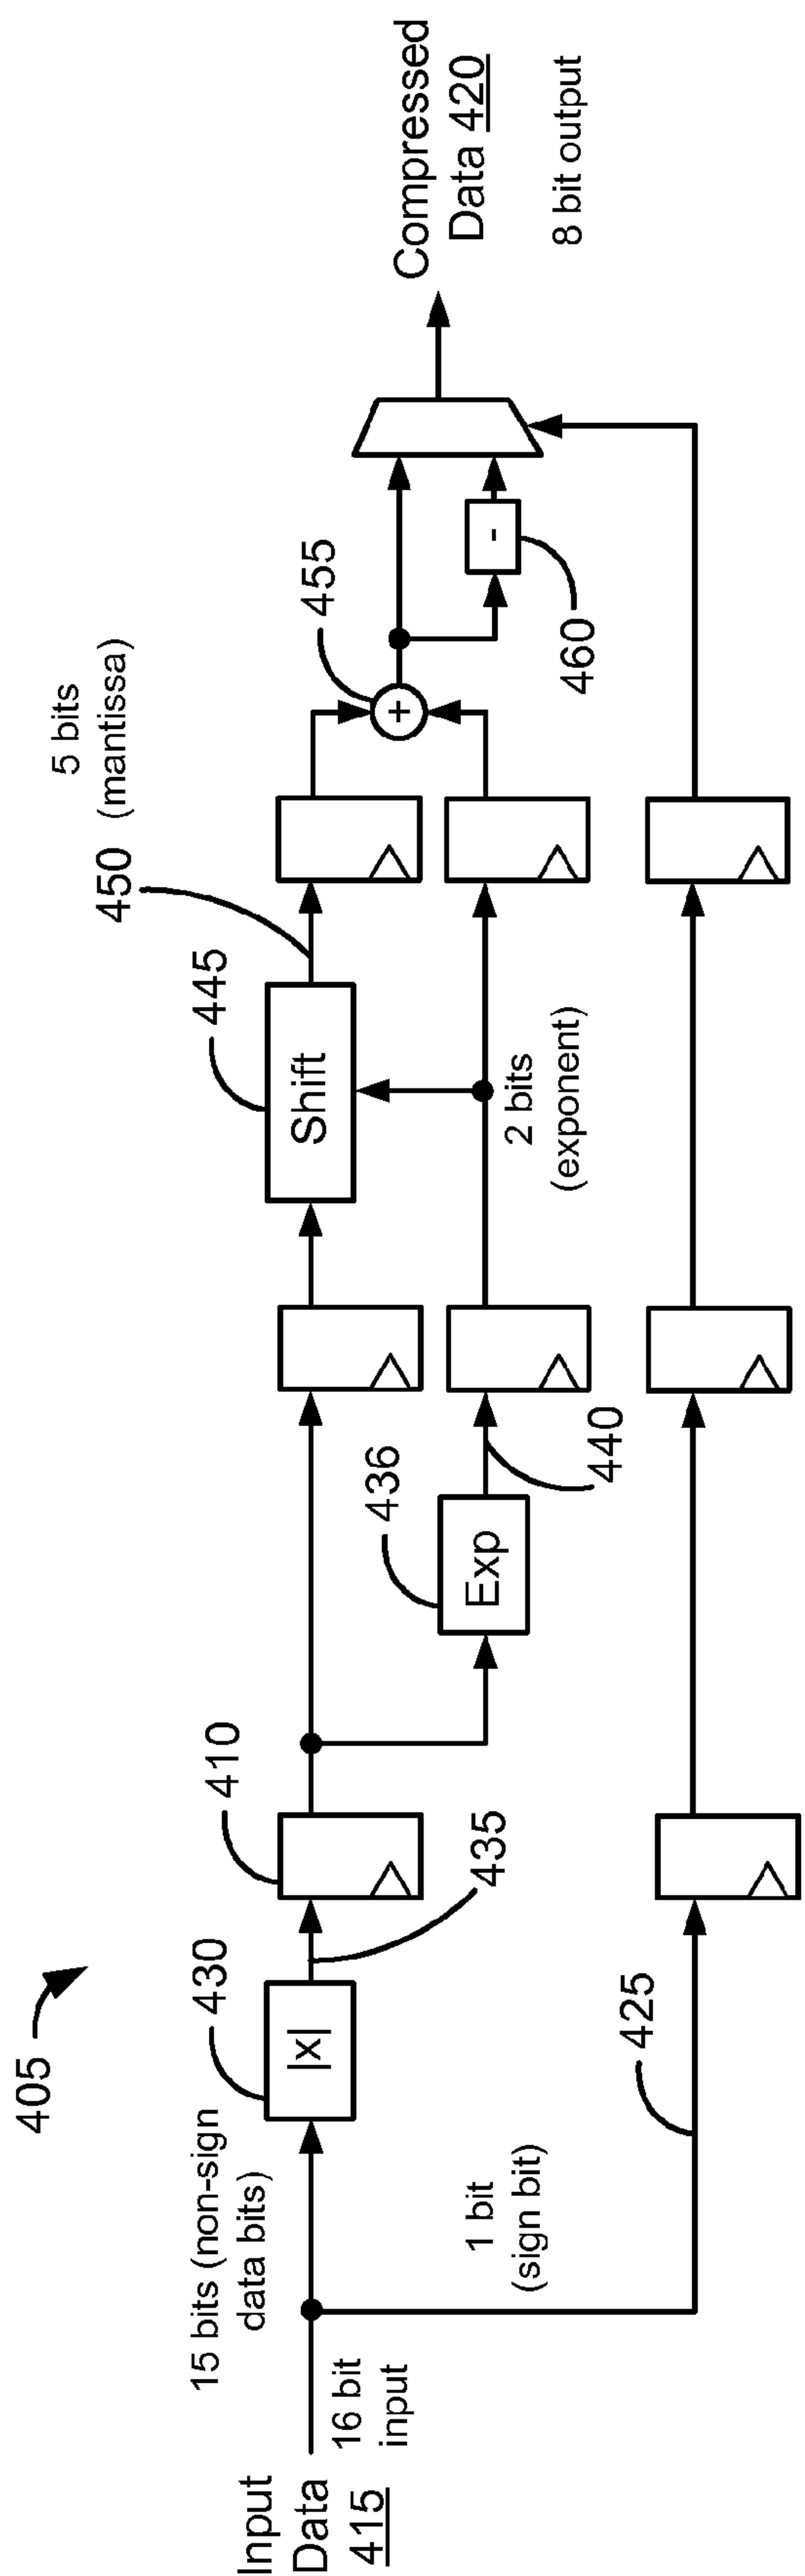 405
Input
Data
415
16 bit
input
15 bits (non-sign
data bits)
1 bit
(sign bit)
425
430
|x|
435
410
436
Exp
440
445
Shift
2 bits
(exponent)
450
5 bits
(mantissa)
455
+
-
460
Compressed
Data 420
8 bit output